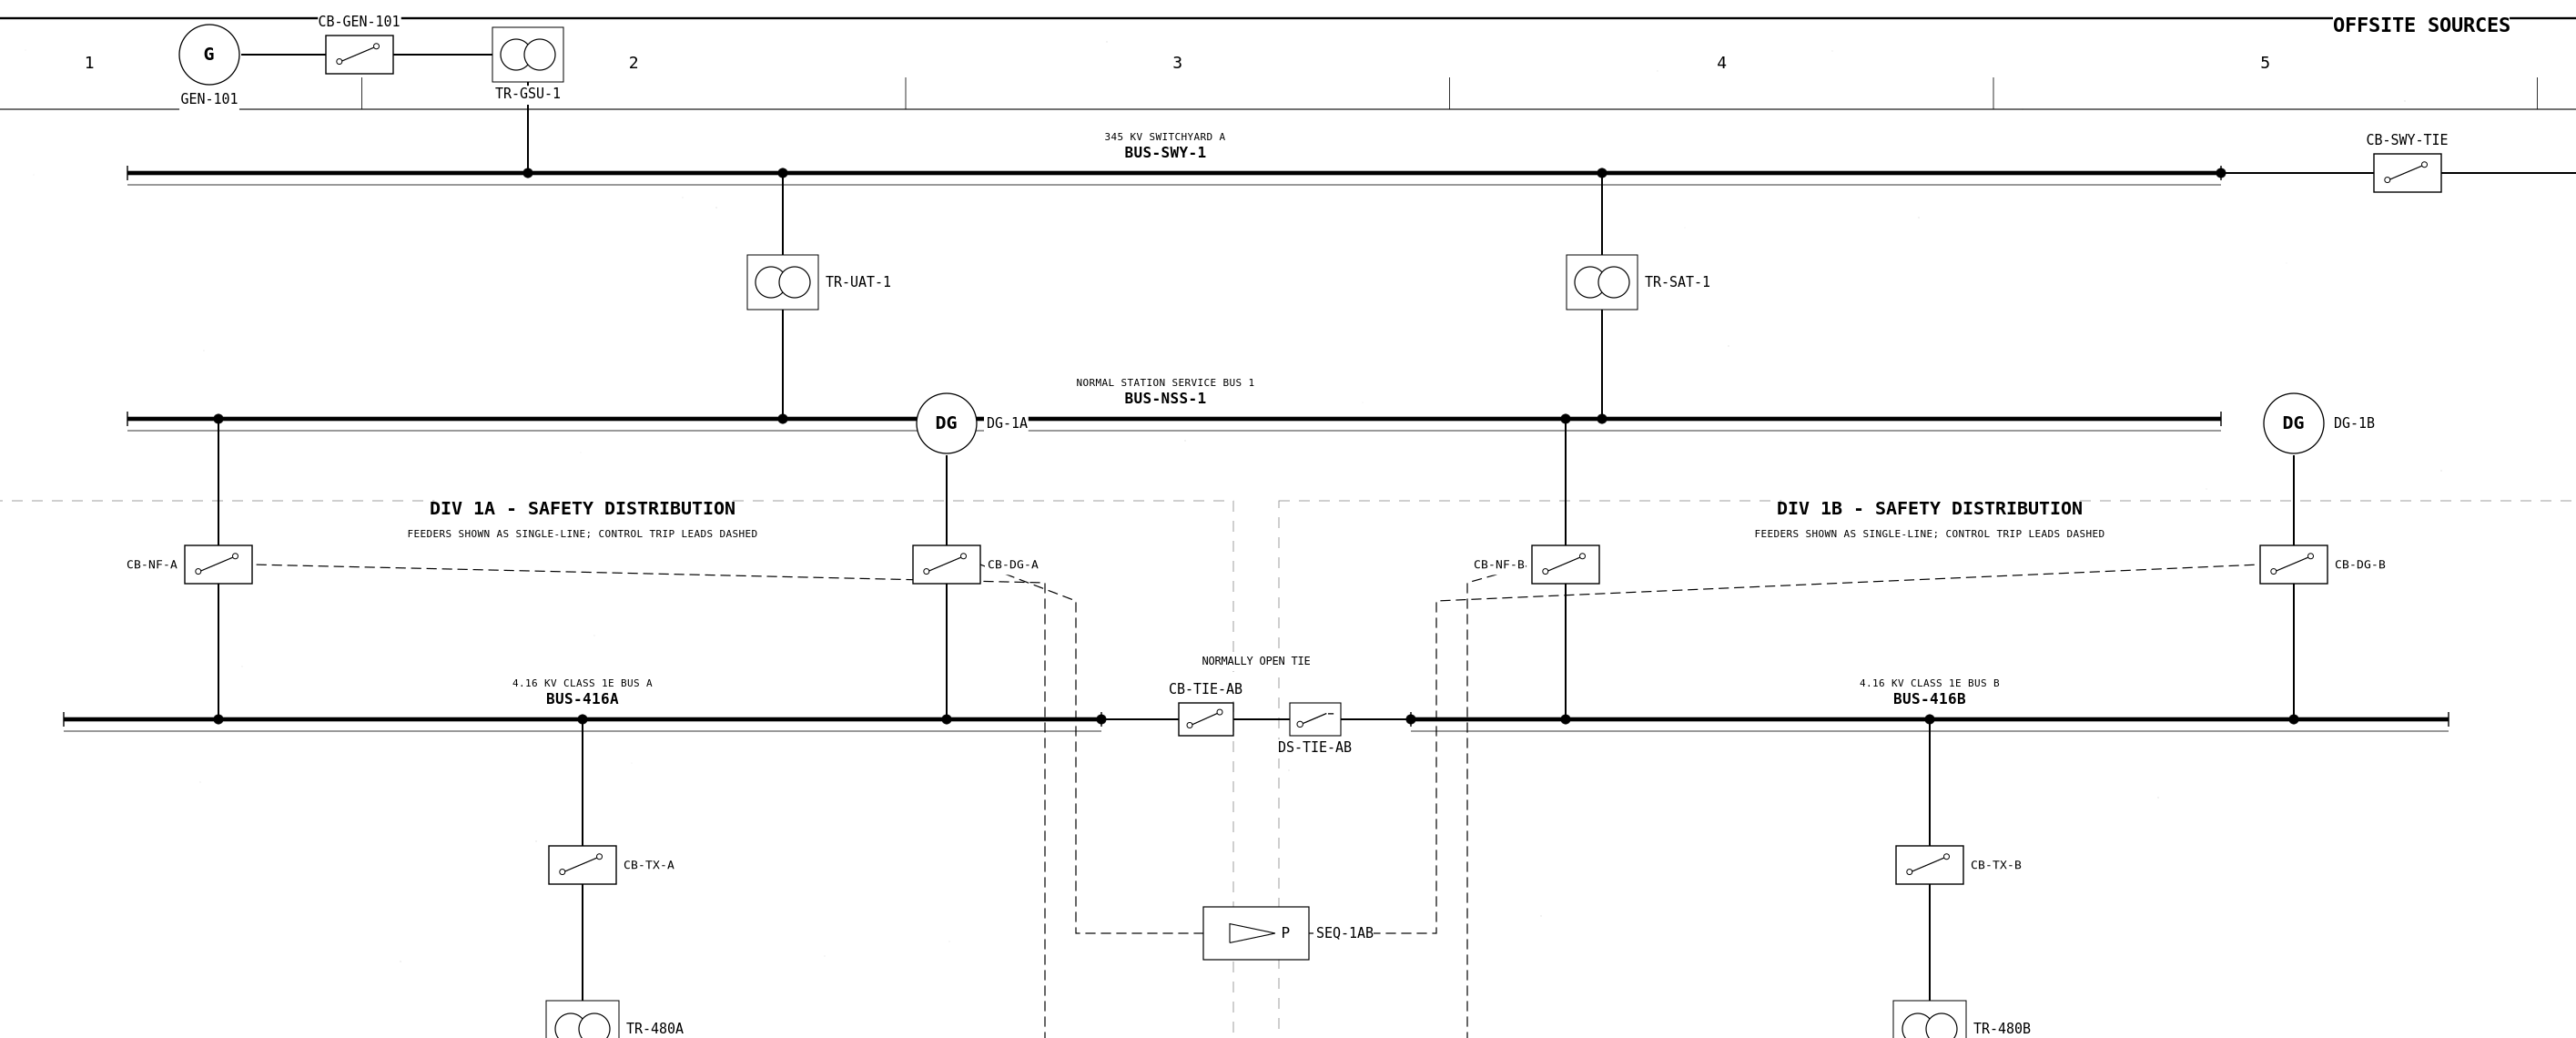 CB-GEN-101
OFFSITE SOURCES
1
G
2
3
4
5
GEN-101
TR-GSU-1
345 KV SWITCHYARD A
BUS-SWY-1
CB-SWY-TIE
TR-UAT-1
TR-SAT-1
NORMAL STATION SERVICE BUS 1
BUS-NSS-1
DG
DG-1A
DG
DG-1B
DIV 1A - SAFETY DISTRIBUTION
FEEDERS SHOWN AS SINGLE-LINE; CONTROL TRIP LEADS DASHED
DIV 1B - SAFETY DISTRIBUTION
FEEDERS SHOWN AS SINGLE-LINE; CONTROL TRIP LEADS DASHED
CB-NF-A
CB-DG-A
CB-NF-B
CB-DG-B
NORMALLY OPEN TIE
4.16 KV CLASS 1E BUS A
BUS-416A
CB-TIE-AB
4.16 KV CLASS 1E BUS B
BUS-416B
DS-TIE-AB
CB-TX-A
CB-TX-B
P
SEQ-1AB
TR-480A
TR-480B